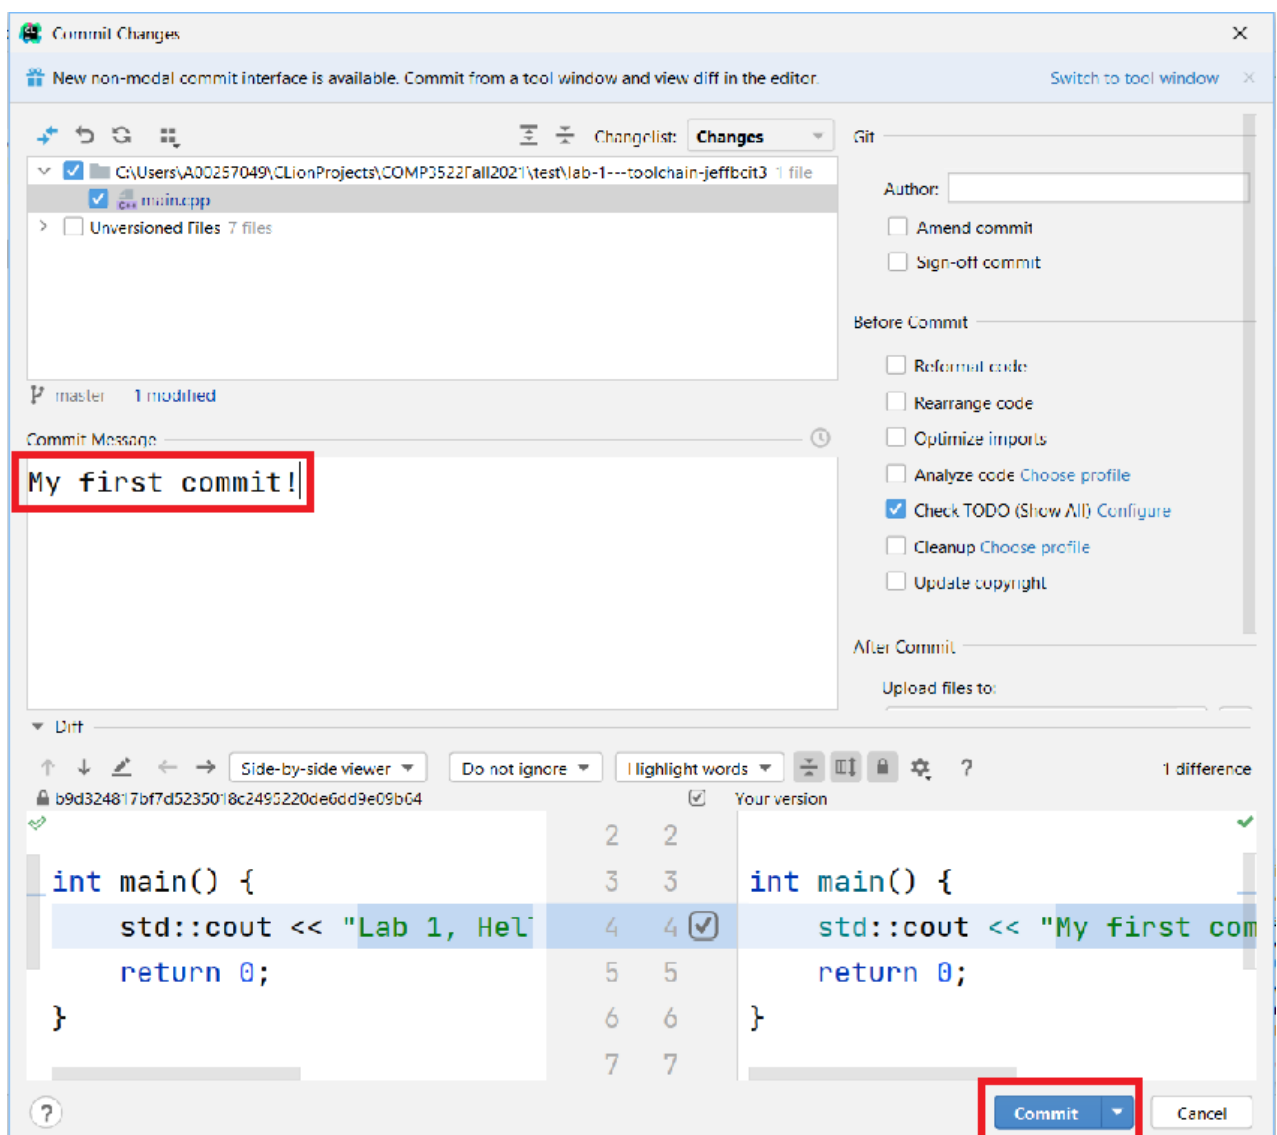 Commit Changes
New non-modal commit interface is available. Commit from a tool window and view diff in the editor.
Switch to tool window
Changelist: Changes
C:\Users\A00257049\CLionProjects\COMP3522Fall2021\test\lab-1---toolchain-jeffbcit3 1 file
main.cpp
Unversioned Files 7 files
master 1 modified
Commit Message
My first commit!
Git
Author:
Amend commit
Sign-off commit
Before Commit
Reformat code
Rearrange code
Optimize imports
Analyze code Choose profile
Check TODO (Show All) Configure
Cleanup Choose profile
Update copyright
After Commit
Upload files to:
Diff
Side-by-side viewer Do not ignore Highlight words ? 1 difference
b9d324817bf7d5235018c2495220de6dd9e09b64 Your version
2 2
int main() { 3 3 int main() {
std::cout << "Lab 1, Hel 4 4 std::cout << "My first com
return 0; 5 5 return 0;
} 6 6 }
7 7
? Commit Cancel